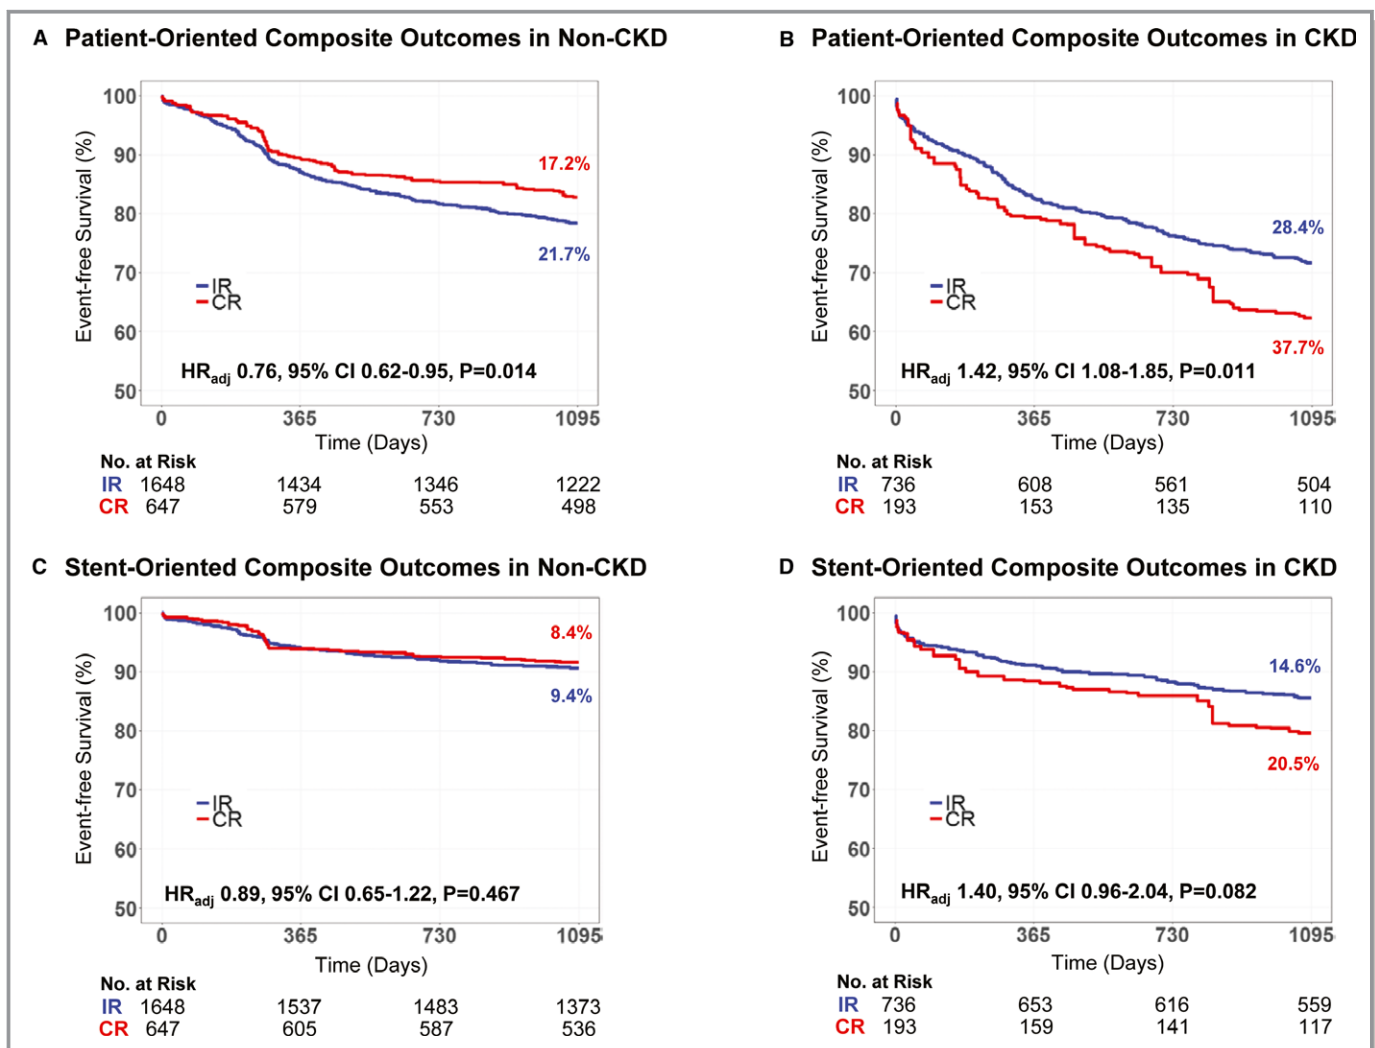 A Patient-Oriented Composite Outcomes in Non-CKD
100
90
80
70
60
50
Event-free Survival (%)
17.2%
21.7%
IR
CR
HRadj 0.76, 95% CI 0.62-0.95, P=0.014
0 365 730 1095
Time (Days)
No. at Risk
IR 1648 1434 1346 1222
CR 647 579 553 498
B Patient-Oriented Composite Outcomes in CKD
100
90
80
70
60
50
Event-free Survival (%)
28.4%
37.7%
IR
CR
HRadj 1.42, 95% CI 1.08-1.85, P=0.011
0 365 730 1095
Time (Days)
No. at Risk
IR 736 608 561 504
CR 193 153 135 110
C Stent-Oriented Composite Outcomes in Non-CKD
100
90
80
70
60
50
Event-free Survival (%)
8.4%
9.4%
IR
CR
HRadj 0.89, 95% CI 0.65-1.22, P=0.467
0 365 730 1095
Time (Days)
No. at Risk
IR 1648 1537 1483 1373
CR 647 605 587 536
D Stent-Oriented Composite Outcomes in CKD
100
90
80
70
60
50
Event-free Survival (%)
14.6%
20.5%
IR
CR
HRadj 1.40, 95% CI 0.96-2.04, P=0.082
0 365 730 1095
Time (Days)
No. at Risk
IR 736 653 616 559
CR 193 159 141 117